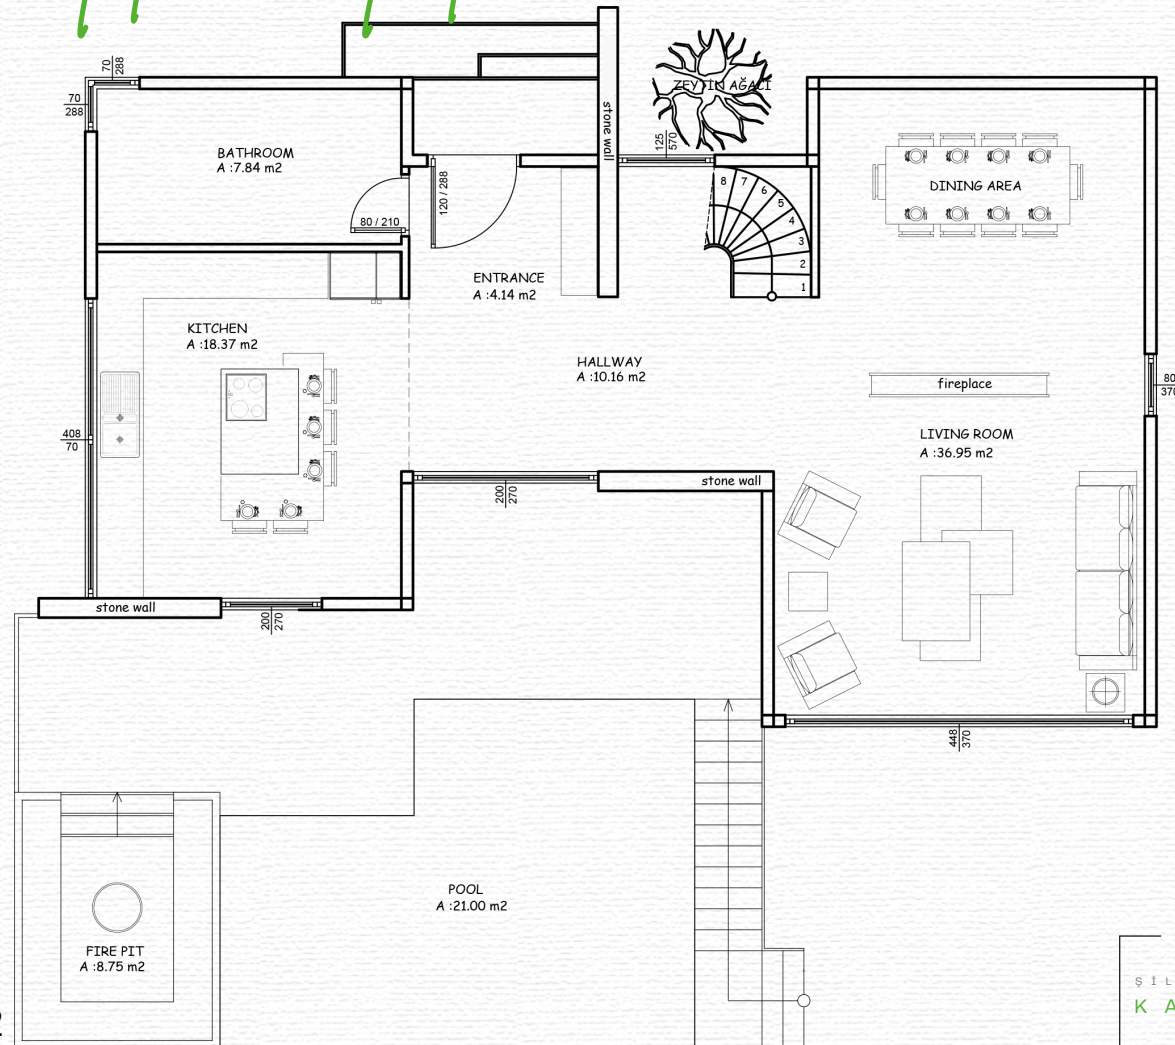 70
288
70
288
BATHROOM
A :7.84 m2
80 / 210
120 / 288
stone wall
ZEYTİN AĞACI
125
570
8
7
6
5
4
3
2
1
DINING AREA
ENTRANCE
A :4.14 m2
KITCHEN
A :18.37 m2
HALLWAY
A :10.16 m2
fireplace
80
370
LIVING ROOM
A :36.95 m2
408
70
200
270
stone wall
stone wall
200
270
448
370
POOL
A :21.00 m2
FIRE PIT
A :8.75 m2
Ş İ L
K A